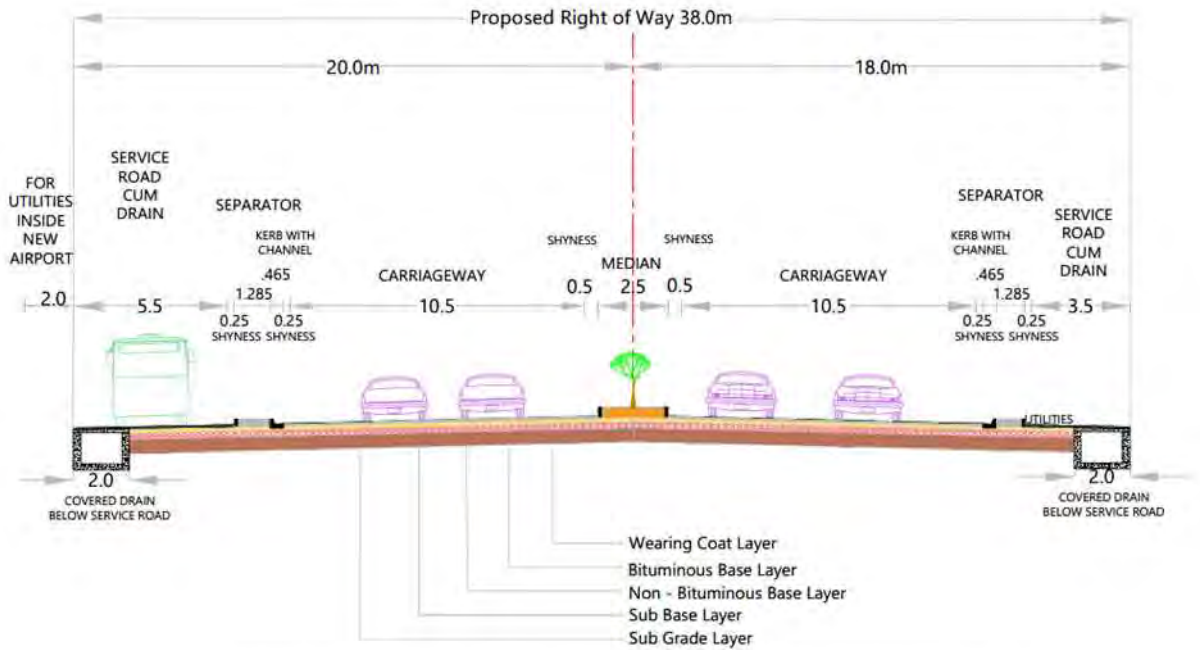 Proposed Right of Way 38.0m
20.0m
18.0m
FOR
UTILITIES
INSIDE
NEW
AIRPORT
SERVICE
ROAD
CUM
DRAIN
SEPARATOR
KERB WITH
CHANNEL
.465
1.285
CARRIAGEWAY
SHYNESS
MEDIAN
SHYNESS
CARRIAGEWAY
SEPARATOR
KERB WITH
CHANNEL
.465
1.285
SERVICE
ROAD
CUM
DRAIN
2.0
5.5
0.25
0.25
SHYNESS
SHYNESS
10.5
0.5
2.5
0.5
10.5
0.25
0.25
SHYNESS
SHYNESS
3.5
UTILITIES
2.0
COVERED DRAIN
BELOW SERVICE ROAD
2.0
COVERED DRAIN
BELOW SERVICE ROAD
Wearing Coat Layer
Bituminous Base Layer
Non - Bituminous Base Layer
Sub Base Layer
Sub Grade Layer